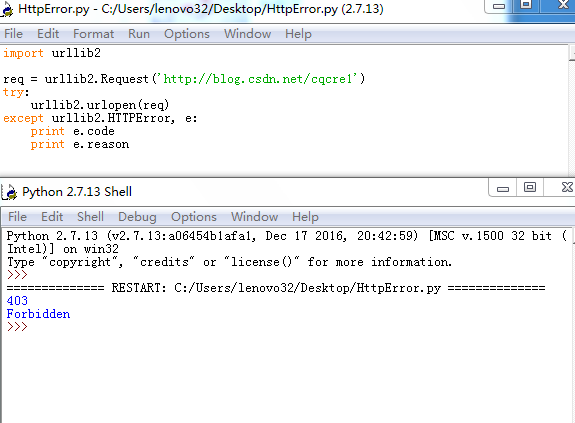 HttpError.py - C:/Users/lenovo32/Desktop/HttpError.py (2.7.13)
File Edit Format Run Options Window Help
import urllib2
req = urllib2.Request('http://blog.csdn.net/cqcre1')
try:
    urllib2.urlopen(req)
except urllib2.HTTPError, e:
    print e.code
    print e.reason
Python 2.7.13 Shell
File Edit Shell Debug Options Window Help
Python 2.7.13 (v2.7.13:a06454b1afa1, Dec 17 2016, 20:42:59) [MSC v.1500 32 bit (
Intel)] on win32
Type "copyright", "credits" or "license()" for more information.
>>>
============== RESTART: C:/Users/lenovo32/Desktop/HttpError.py ==============
403
Forbidden
>>>